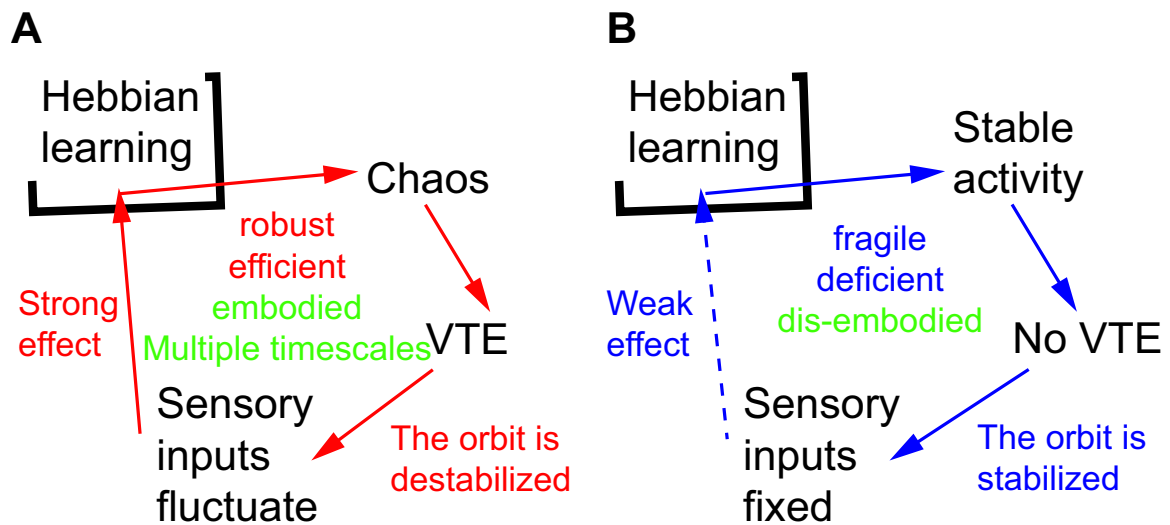 A
Hebbian
learning
Chaos
robust
efficient
embodied
Multiple timescales
Strong
effect
VTE
Sensory
inputs
fluctuate
The orbit is
destabilized
B
Hebbian
learning
Stable
activity
fragile
deficient
dis-embodied
Weak
effect
No VTE
Sensory
inputs
fixed
The orbit is
stabilized